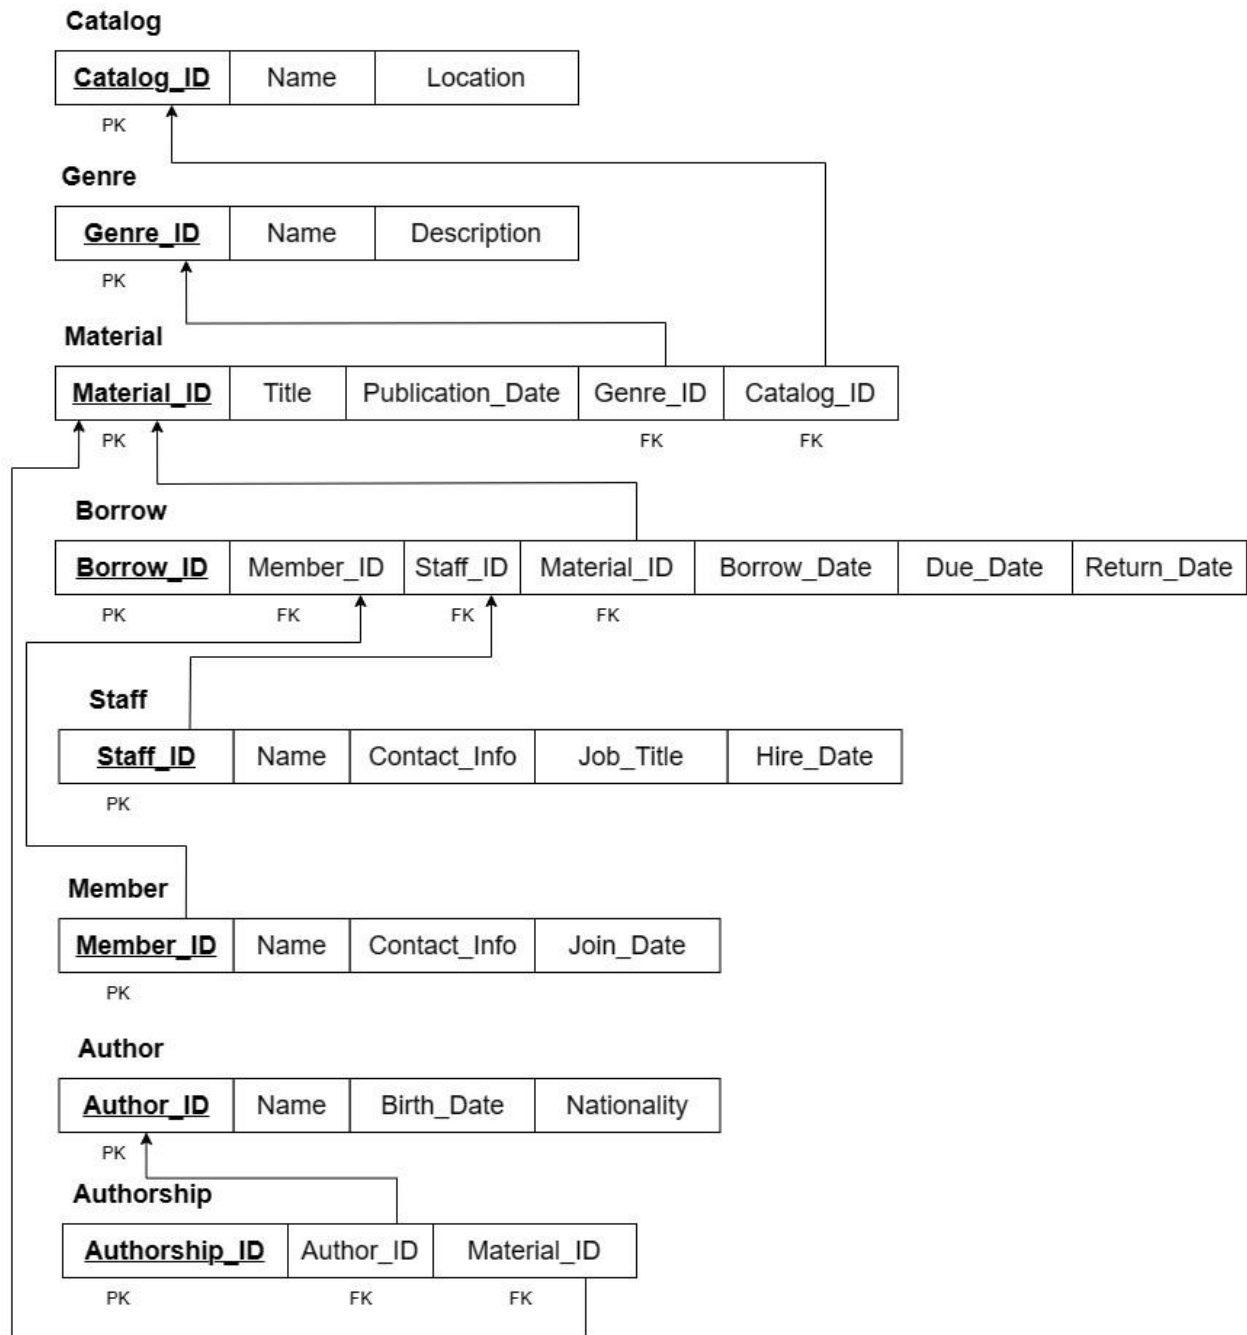 Catalog
Catalog_ID Name Location
PK
Genre
Genre_ID Name Description
PK
Material
Material_ID Title Publication_Date Genre_ID Catalog_ID
PK FK FK
Borrow
Borrow_ID Member_ID Staff_ID Material_ID Borrow_Date Due_Date Return_Date
PK FK FK FK
Staff
Staff_ID Name Contact_Info Job_Title Hire_Date
PK
Member
Member_ID Name Contact_Info Join_Date
PK
Author
Author_ID Name Birth_Date Nationality
PK
Authorship
Authorship_ID Author_ID Material_ID
PK FK FK